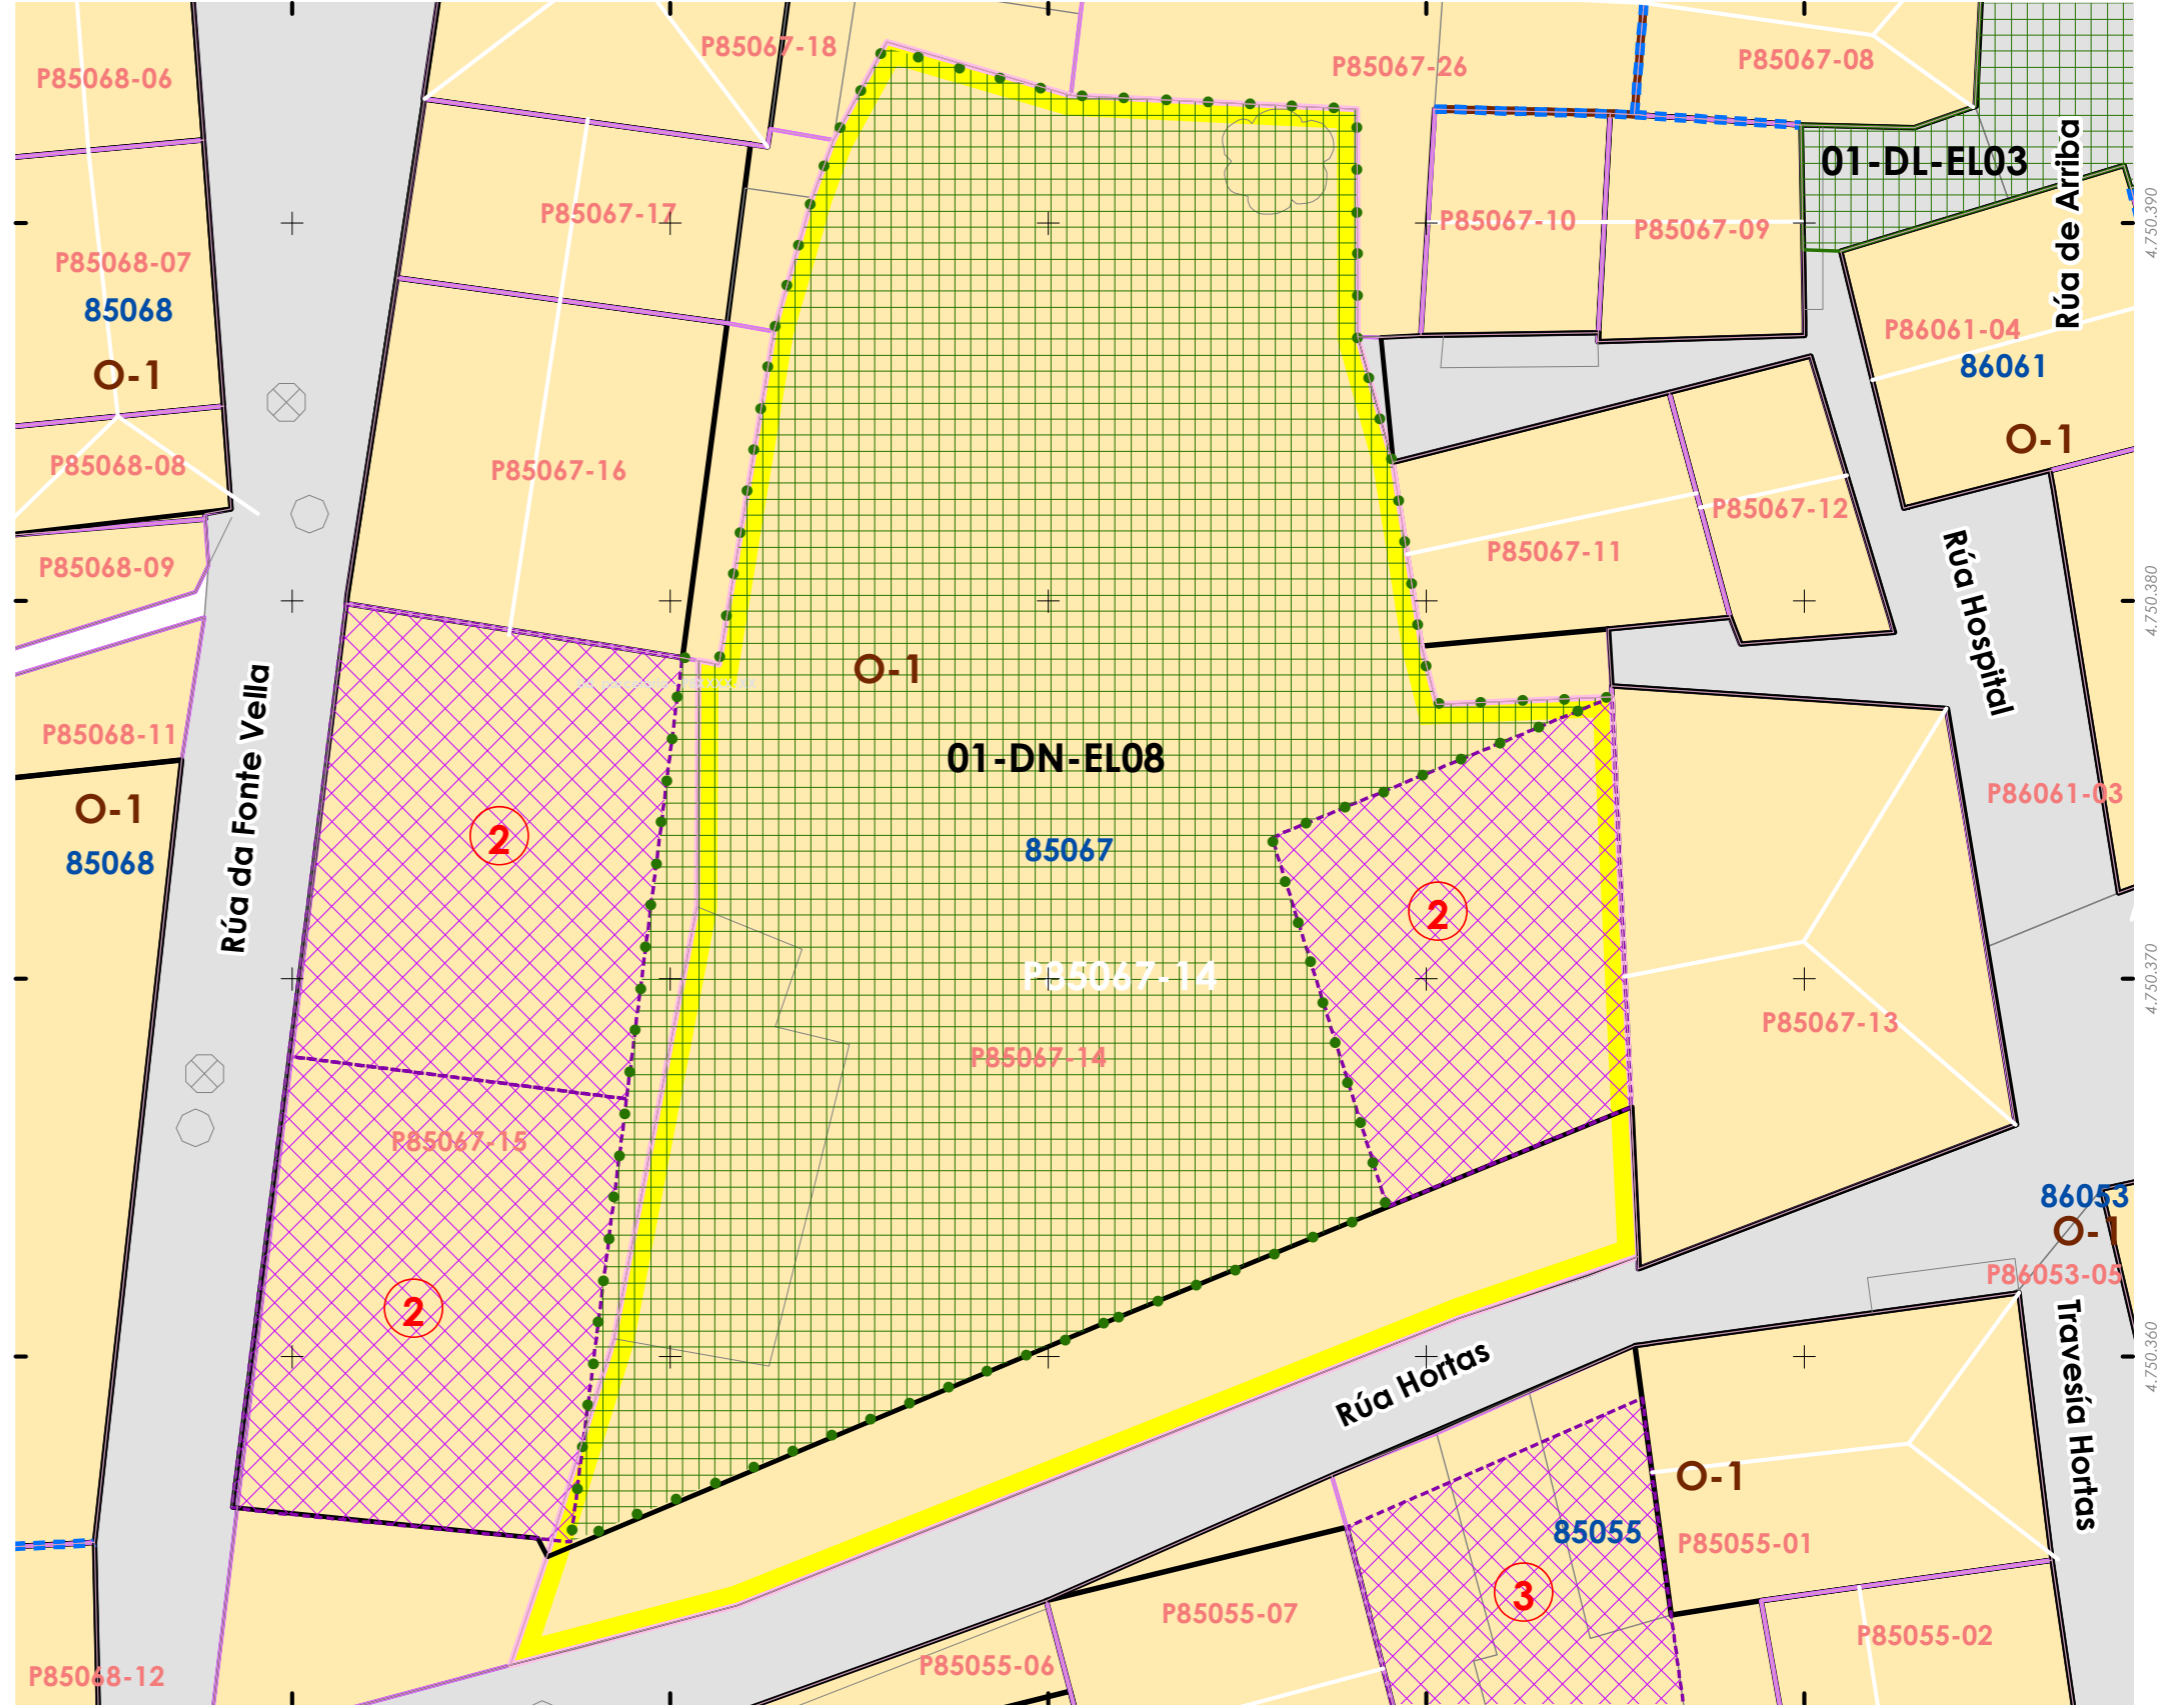 P85067-18
P85067-26
P85067-08
P85068-06
01-DL-EL03
Rúa de Arriba
P85067-17
P85067-10
P85067-09
4.750.390
P85068-07
85068
O-1
P86061-04
86061
O-1
P85068-08
P85067-16
P85067-12
P85067-11
P85068-09
4.750.380
Rúa Hospital
O-1
P85068-11
Rúa da Fonte Vella
01-DN-EL08
P86061-03
O-1
85068
2
85067
2
P85067-14
4.750.370
P85067-13
P85067-14
P85067-15
86053
O-1
P86053-05
2
Rúa Hortas
4.750.360
Travesía Hortas
O-1
85055
P85055-01
3
P85055-07
P85055-02
P85055-06
P85068-12